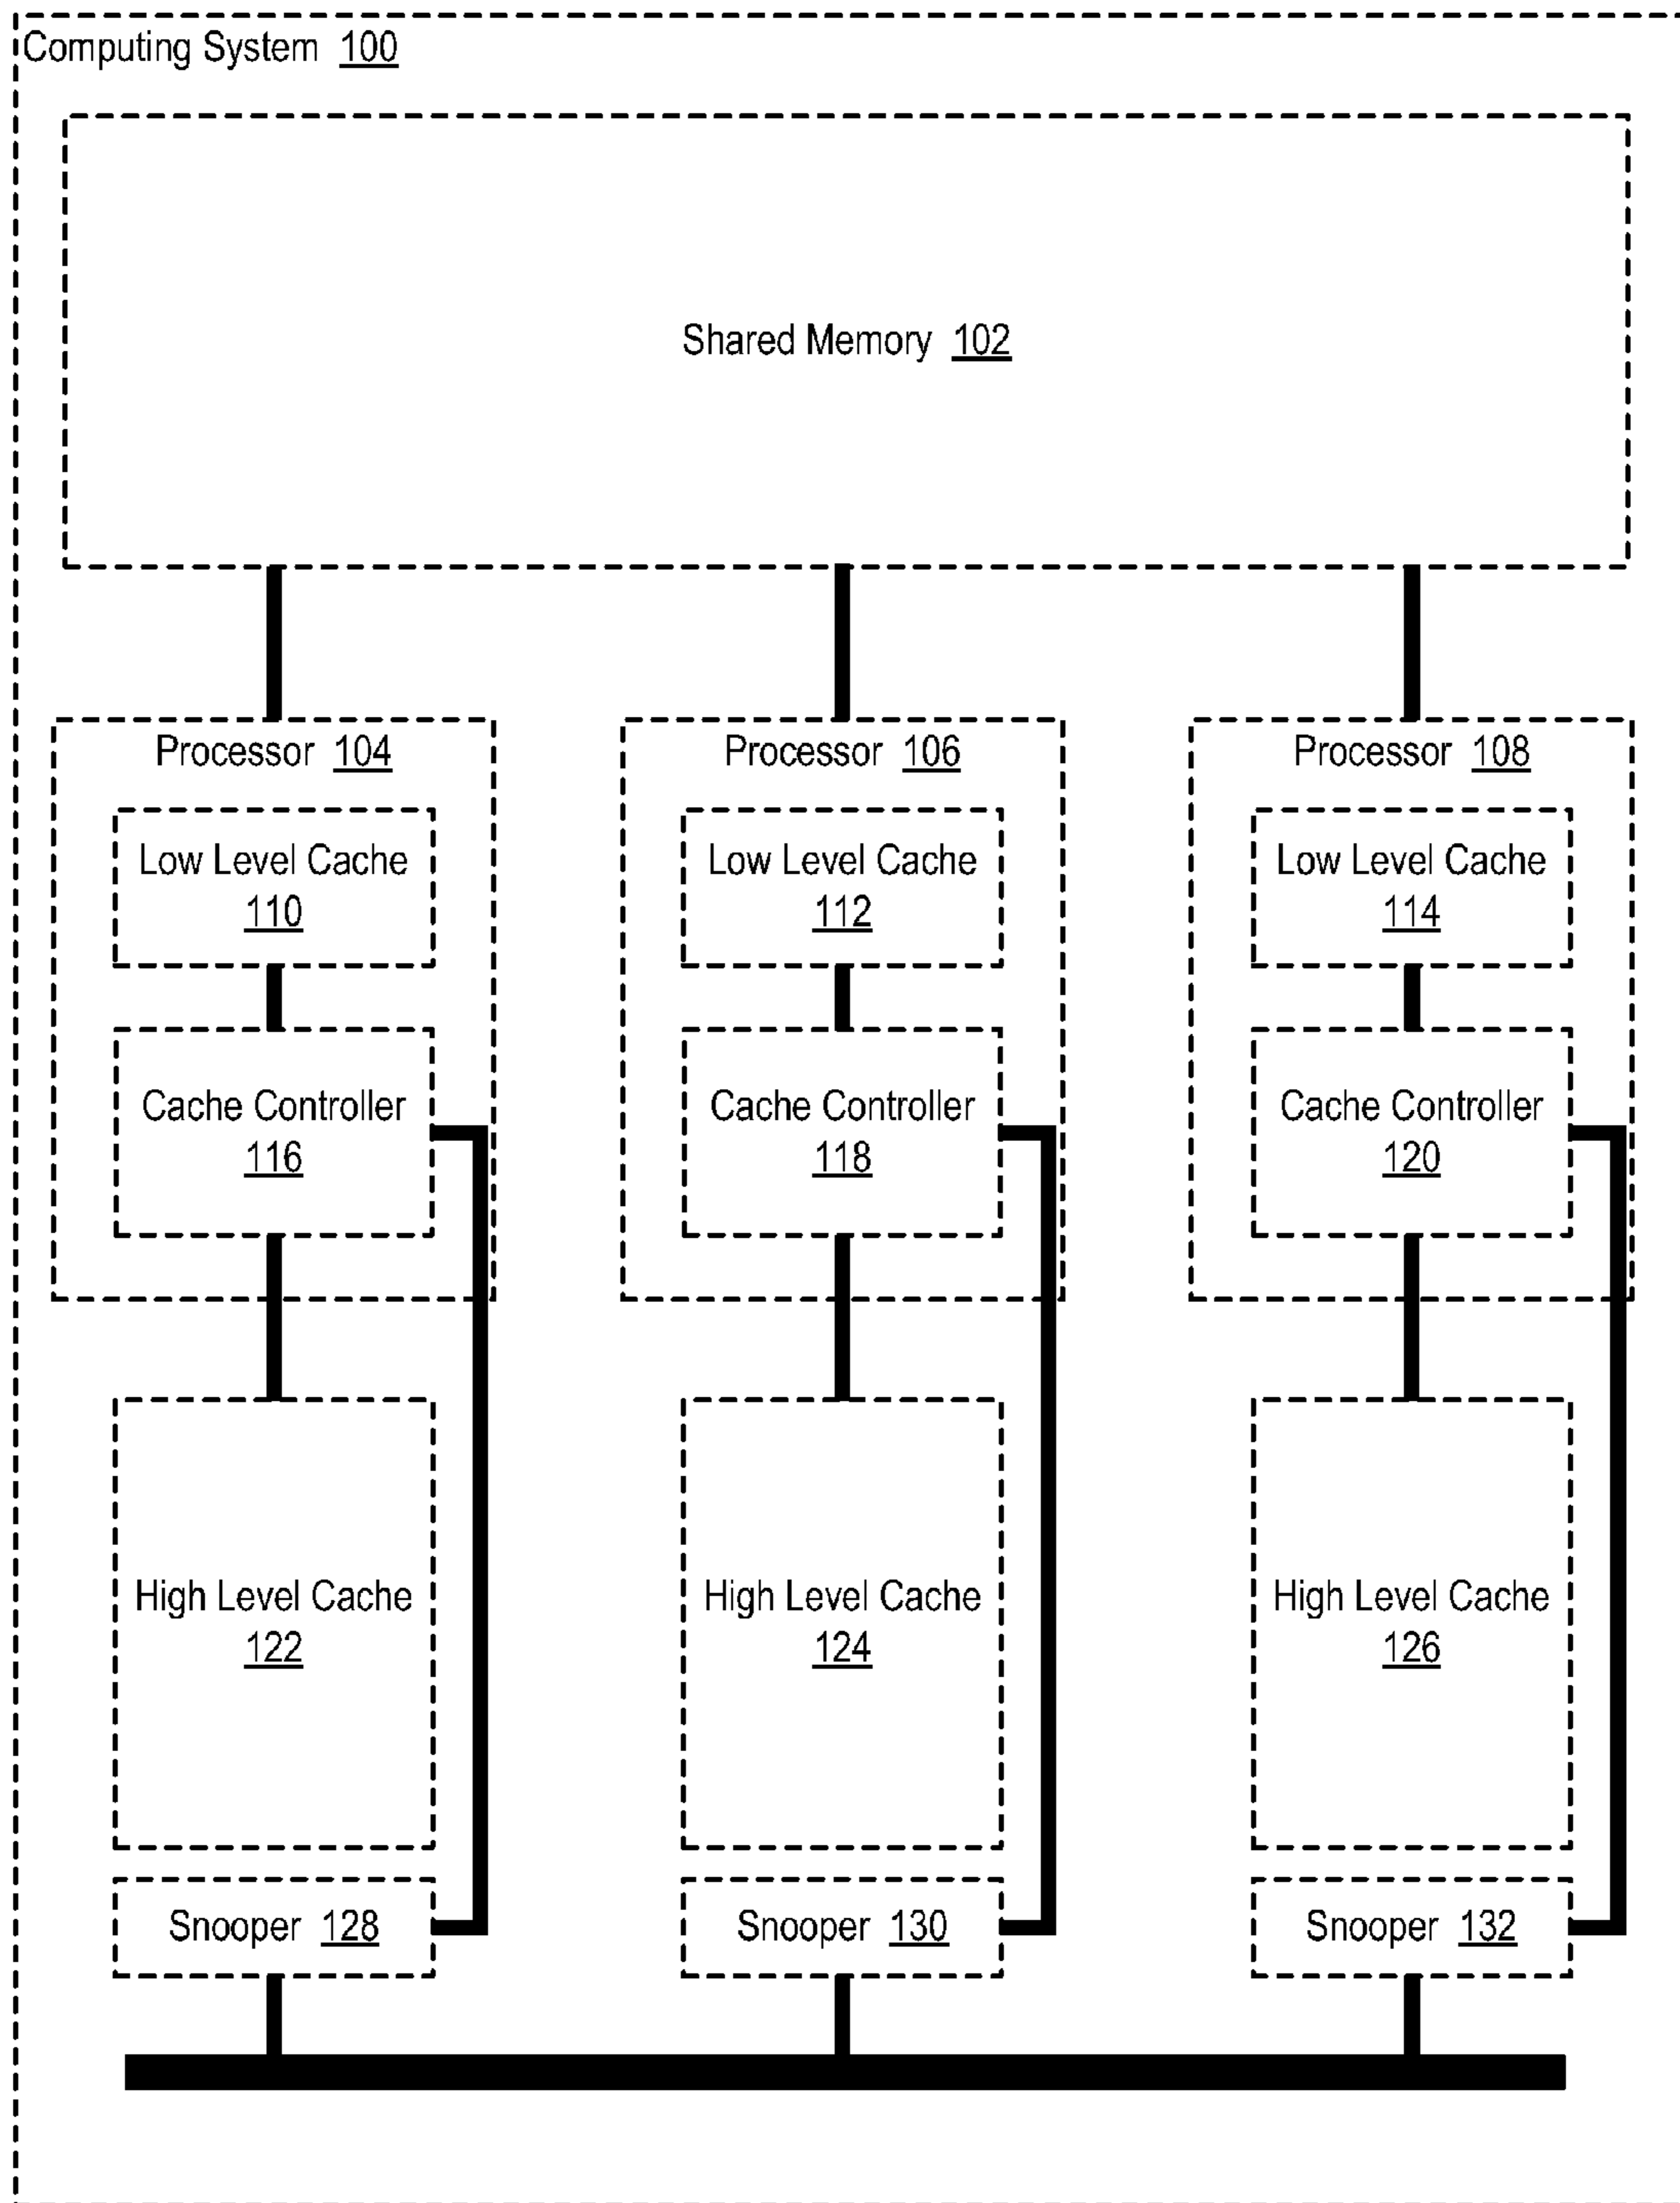 Computing System 100
Shared Memory 102
Processor 104
Low Level Cache
110
Cache Controller
116
High Level Cache
122
Snooper 128
Processor 106
Low Level Cache
112
Cache Controller
118
High Level Cache
124
Snooper 130
Processor 108
Low Level Cache
114
Cache Controller
120
High Level Cache
126
Snooper 132